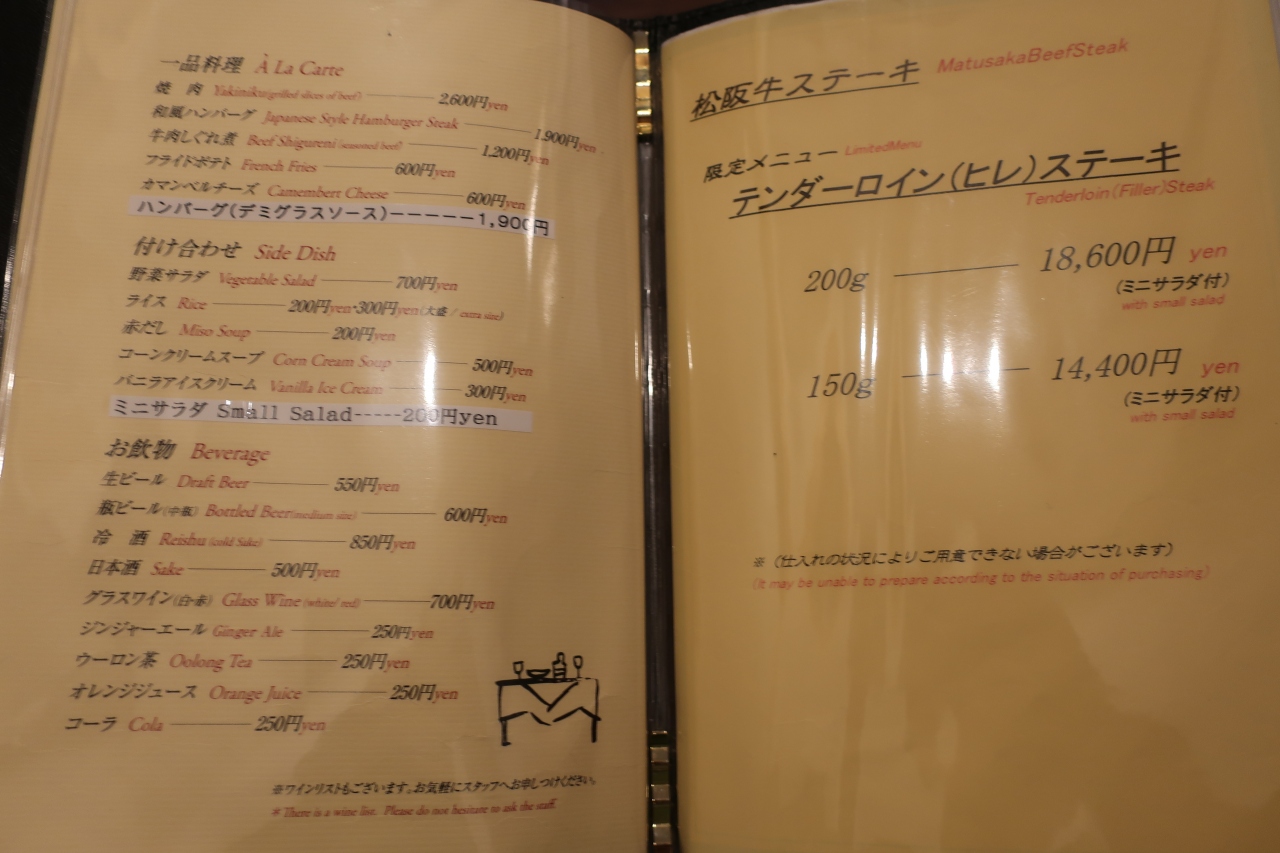 一品料理 À La Carte
焼 肉 Yakiniku(grilled slices of beef) 2,600円yen
和風ハンバーグ Japanese Style Hamburger Steak 1,900円yen
牛肉しぐれ煮 Beef Shigureni (seasoned beef) 1,200円yen
フライドポテト French Fries 600円yen
カマンベルチーズ Camembert Cheese 600円yen
ハンバーグ(デミグラスソース)-----1,900円
付け合わせ Side Dish
野菜サラダ Vegetable Salad 700円yen
ライス Rice 200円yen・300円yen(大盛 / extra size)
赤だし Miso Soup 200円yen
コーンクリームスープ Corn Cream Soup 500円yen
バニラアイスクリーム Vanilla Ice Cream 300円yen
ミニサラダ Small Salad-----200円yen
お飲物 Beverage
生ビール Draft Beer 550円yen
瓶ビール(中瓶) Bottled Beer(medium size) 600円yen
冷 酒 Reishu (cold Sake) 850円yen
日本酒 Sake 500円yen
グラスワイン(白・赤) Glass Wine (white/ red) 700円yen
ジンジャーエール Ginger Ale 250円yen
ウーロン茶 Oolong Tea 250円yen
オレンジジュース Orange Juice 250円yen
コーラ Cola 250円yen
※ワインリストもございます。お気軽にスタッフへお申しつけください。
※There is a wine list. Please do not hesitate to ask the staff.
松阪牛ステーキ MatusakaBeefSteak
限定メニュー LimitedMenu
テンダーロイン(ヒレ)ステーキ
Tenderloin(Filler)Steak
200g 18,600円 yen
(ミニサラダ付)
with small salad
150g 14,400円 yen
(ミニサラダ付)
with small salad
※(仕入れの状況によりご用意できない場合がございます)
(It may be unable to prepare according to the situation of purchasing)